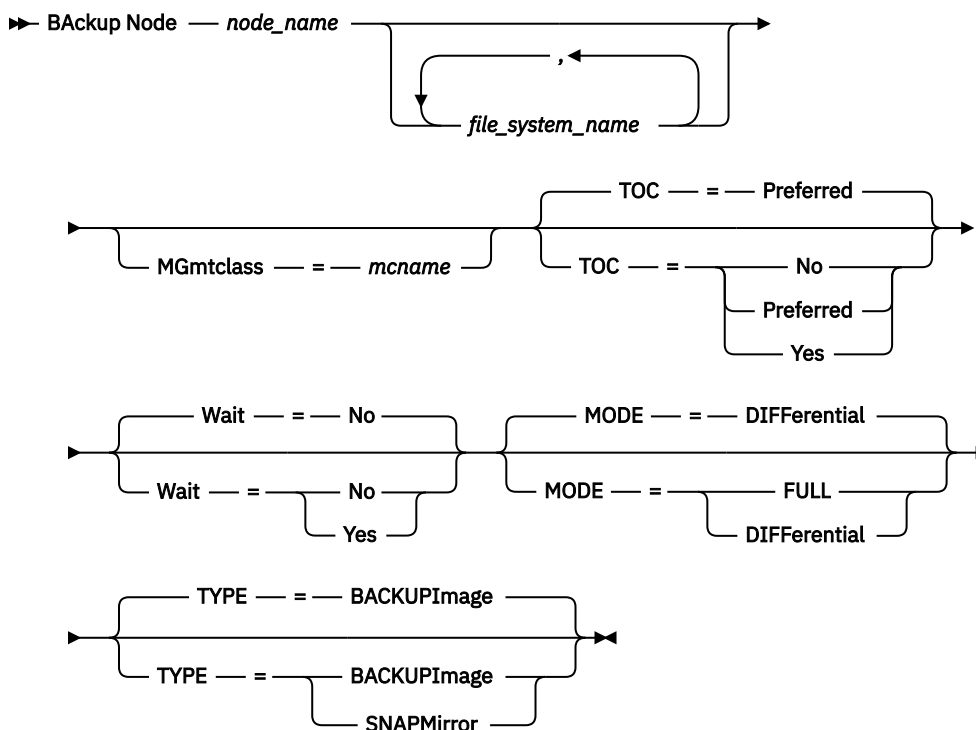 BAckup Node node_name
,
file_system_name
TOC = Preferred
MGmtclass = mcname
TOC = No
Preferred
Yes
Wait = No
MODE = DIFFerential
Wait = No
Yes
MODE = FULL
DIFFerential
TYPE = BACKUPImage
TYPE = BACKUPImage
SNAPMirror